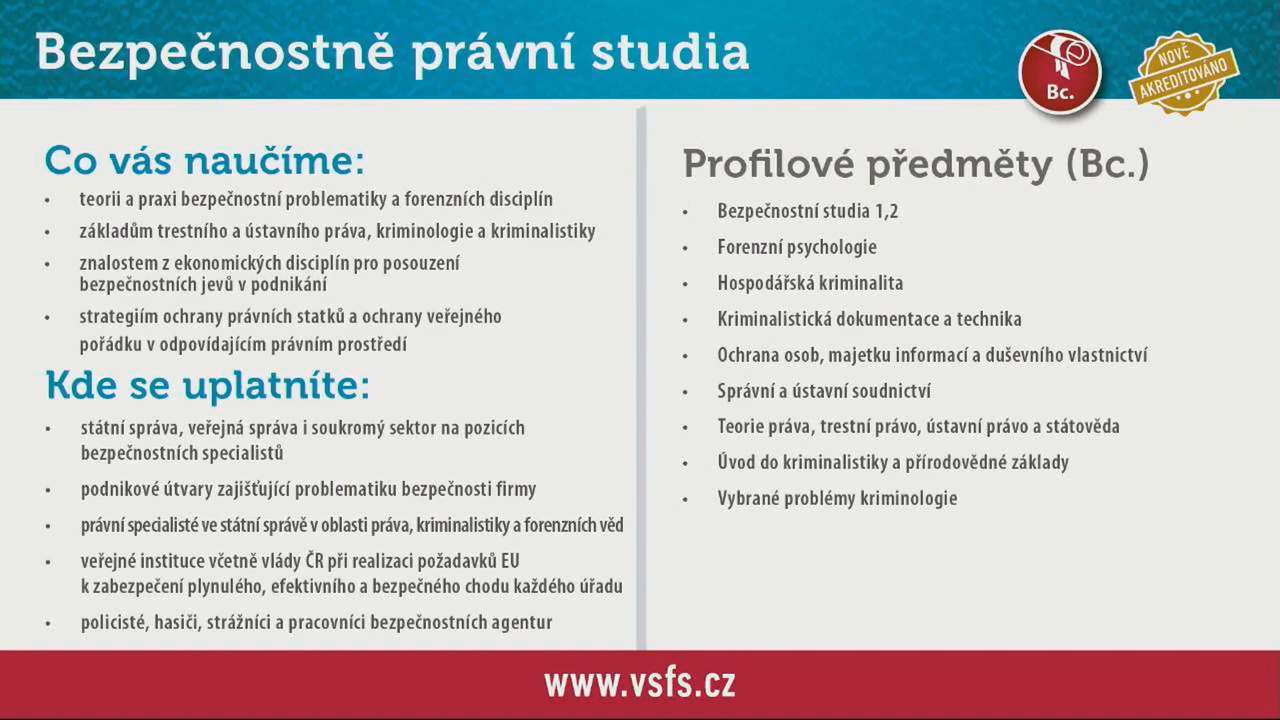 Bezpečnostně právní studia
Bc.
NOVĚ
AKREDITOVÁNO
Co vás naučíme:
• teorii a praxi bezpečnostní problematiky a forenzních disciplín
• základům trestního a ústavního práva, kriminologie a kriminalistiky
• znalostem z ekonomických disciplín pro posouzení
bezpečnostních jevů v podnikání
• strategiím ochrany právních statků a ochrany veřejného
pořádku v odpovídajícím právním prostředí
Kde se uplatníte:
• státní správa, veřejná správa i soukromý sektor na pozicích
bezpečnostních specialistů
• podnikové útvary zajišťující problematiku bezpečnosti firmy
• právní specialisté ve státní správě v oblasti práva, kriminalistiky a forenzních věd
• veřejné instituce včetně vlády ČR při realizaci požadavků EU
k zabezpečení plynulého, efektivního a bezpečného chodu každého úřadu
• policisté, hasiči, strážníci a pracovníci bezpečnostních agentur
Profilové předměty (Bc.)
• Bezpečnostní studia 1,2
• Forenzní psychologie
• Hospodářská kriminalita
• Kriminalistická dokumentace a technika
• Ochrana osob, majetku informací a duševního vlastnictví
• Správní a ústavní soudnictví
• Teorie práva, trestní právo, ústavní právo a státověda
• Úvod do kriminalistiky a přírodovědné základy
• Vybrané problémy kriminologie
www.vsfs.cz